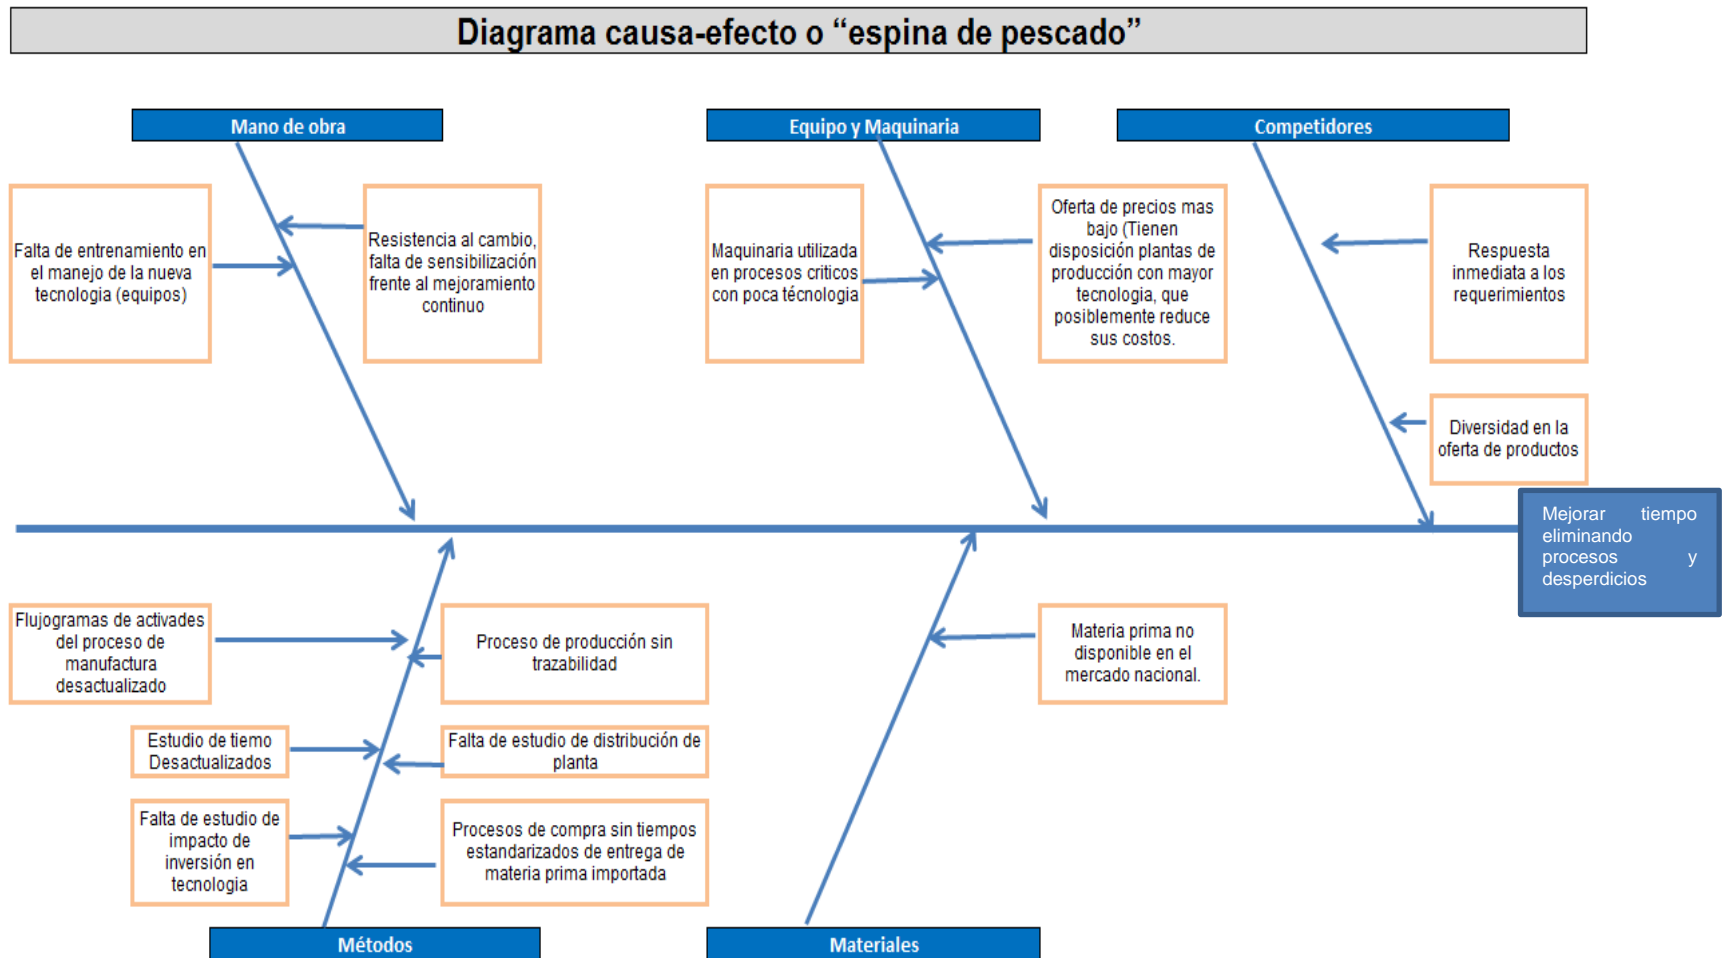 Diagrama causa-efecto o “espina de pescado”
Mano de obra
Equipo y Maquinaria
Competidores
Falta de entrenamiento en
el manejo de la nueva
tecnologia (equipos)
Resistencia al cambio,
falta de sensibilización
frente al mejoramiento
continuo
Maquinaria utilizada
en procesos criticos
con poca técnologia
Oferta de precios mas
bajo (Tienen
disposición plantas de
producción con mayor
tecnologia, que
posiblemente reduce
sus costos.
Respuesta
inmediata a los
requerimientos
Diversidad en la
oferta de productos
Mejorar tiempo
eliminando
procesos y
desperdicios
Flujogramas de activades
del proceso de
manufactura
desactualizado
Proceso de producción sin
trazabilidad
Materia prima no
disponible en el
mercado nacional.
Estudio de tiemo
Desactualizados
Falta de estudio de distribución de
planta
Falta de estudio de
impacto de
inversión en
tecnologia
Procesos de compra sin tiempos
estandarizados de entrega de
materia prima importada
Métodos
Materiales